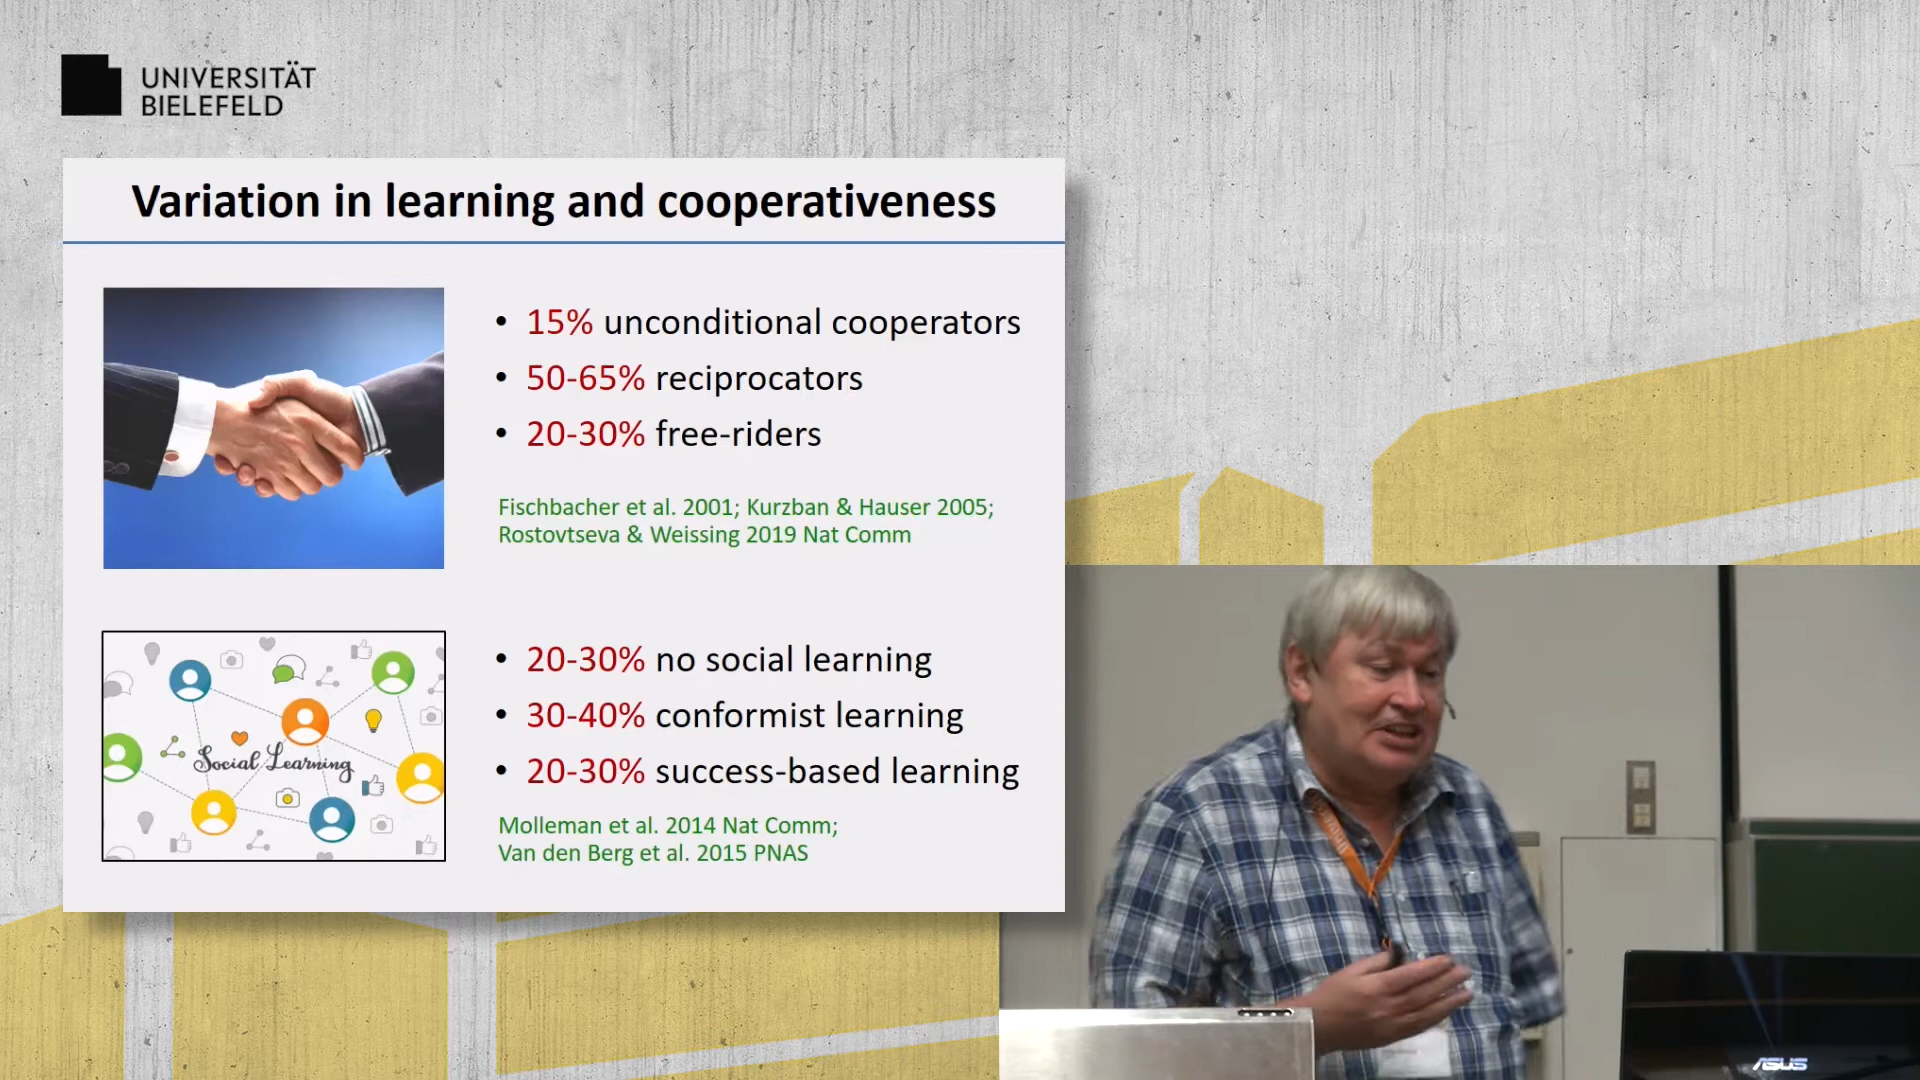 UNIVERSITÄT
BIELEFELD
Variation in learning and cooperativeness
• 15% unconditional cooperators
• 50-65% reciprocators
• 20-30% free-riders
Fischbacher et al. 2001; Kurzban & Hauser 2005;
Rostovtseva & Weissing 2019 Nat Comm
Social Learning
• 20-30% no social learning
• 30-40% conformist learning
• 20-30% success-based learning
Molleman et al. 2014 Nat Comm;
Van den Berg et al. 2015 PNAS
ASUS